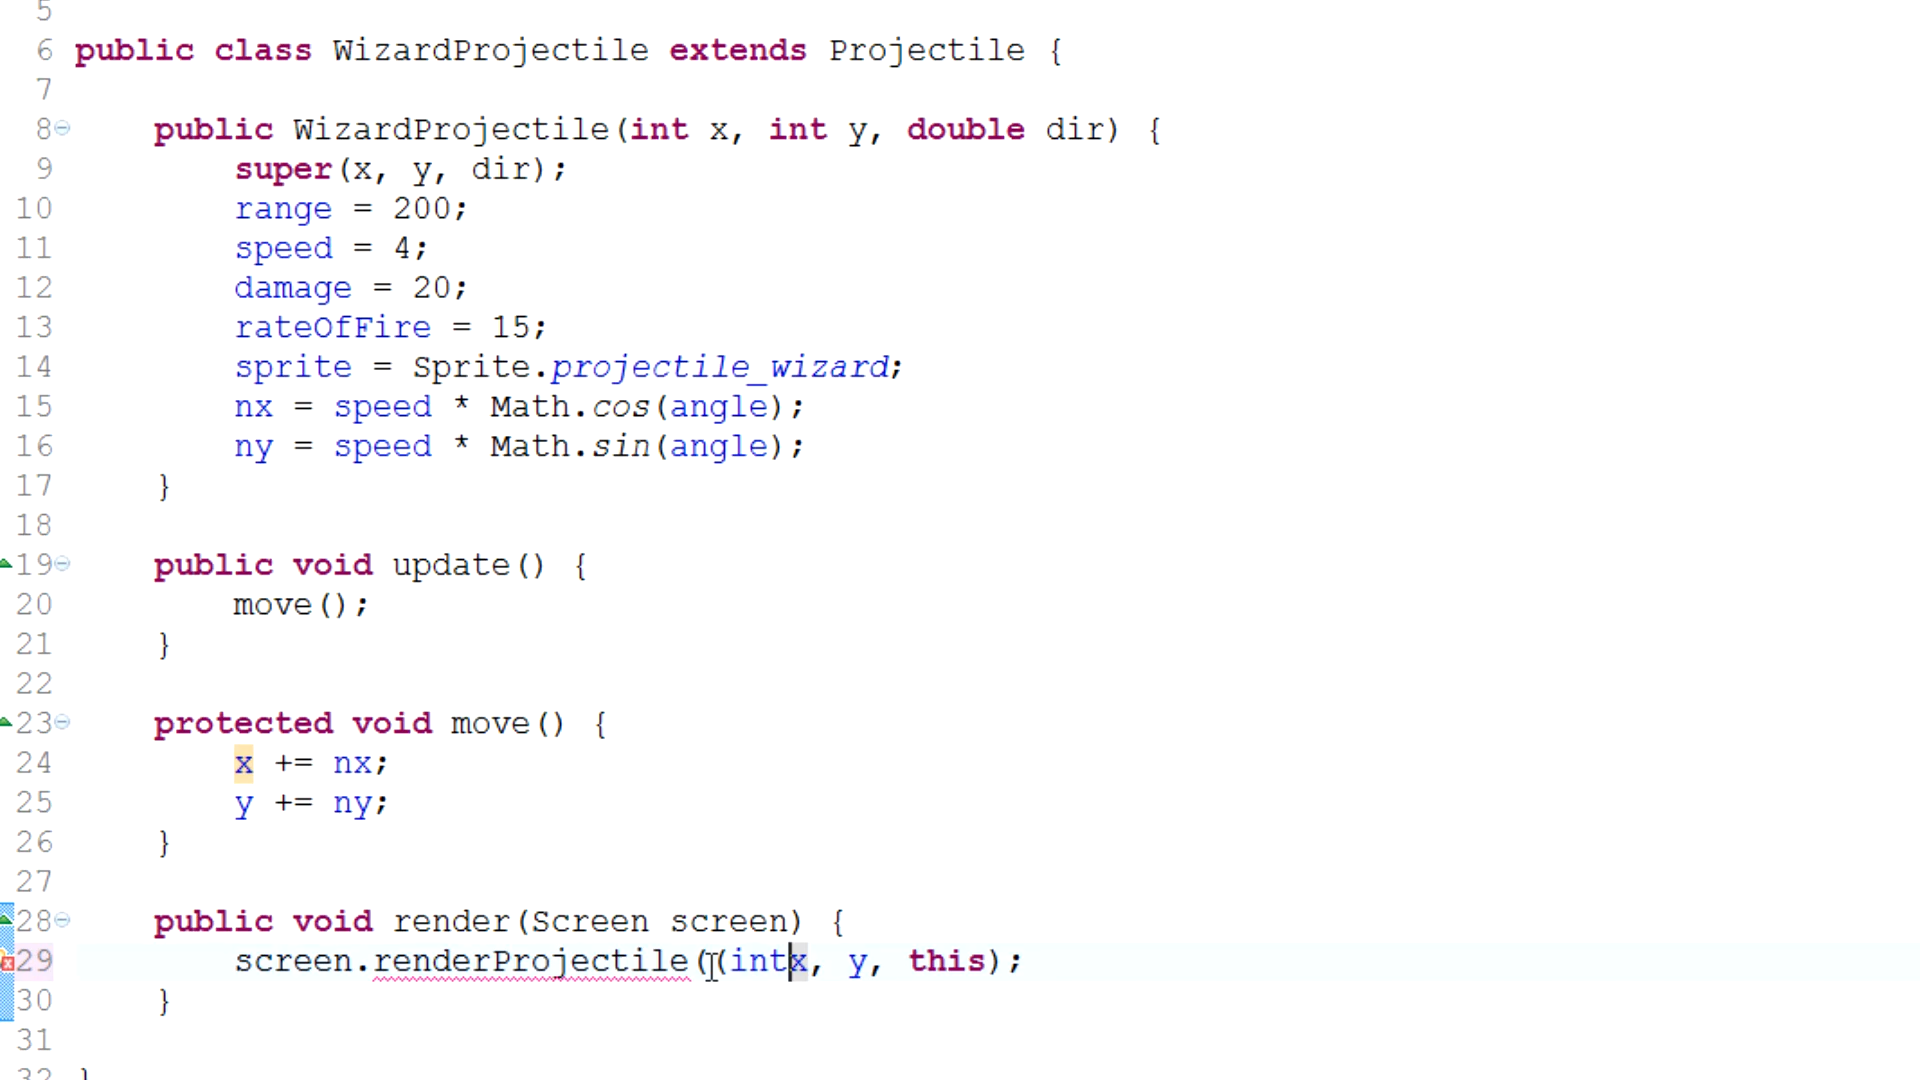 5
6 public class WizardProjectile extends Projectile {
7
8 public WizardProjectile(int x, int y, double dir) {
9 super(x, y, dir);
10 range = 200;
11 speed = 4;
12 damage = 20;
13 rateOfFire = 15;
14 sprite = Sprite.projectile_wizard;
15 nx = speed * Math.cos(angle);
16 ny = speed * Math.sin(angle);
17 }
18
19 public void update() {
20 move();
21 }
22
23 protected void move() {
24 x += nx;
25 y += ny;
26 }
27
28 public void render(Screen screen) {
29 screen.renderProjectile((intx, y, this);
30 }
31
32 }